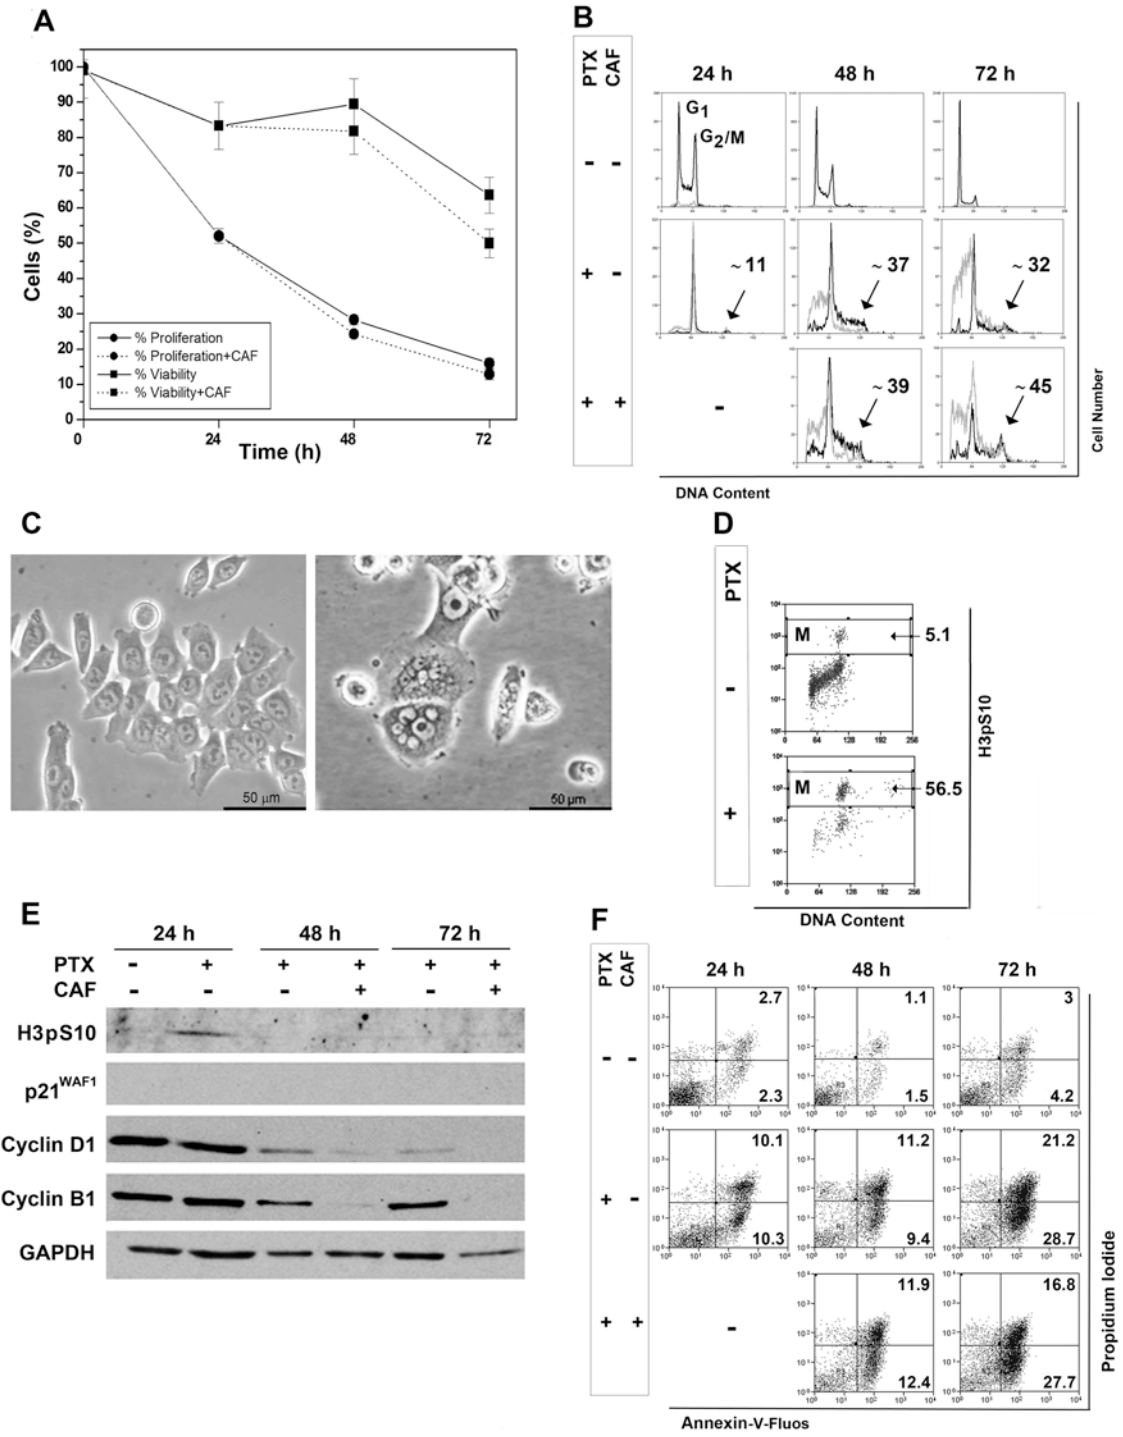 A
100
90
80
70
60
50
40
30
20
10
0
0 24 48 72
Cells (%)
Time (h)
% Proliferation
% Proliferation+CAF
% Viability
% Viability+CAF
B
PTX
CAF
24 h 48 h 72 h
G1
G2/M
- -
+ -
~ 11
~ 37
~ 32
+ +
-
~ 39
~ 45
Cell Number
DNA Content
C
50 µm
50 µm
D
PTX
-
M
5.1
+
M
56.5
0 64 128 192 256
0 64 128 192 256
H3pS10
DNA Content
E
24 h 48 h 72 h
PTX - + + + + +
CAF - - - + - +
H3pS10
p21WAF1
Cyclin D1
Cyclin B1
GAPDH
F
PTX
CAF
24 h 48 h 72 h
- -
2.7 1.1 3
2.3 1.5 4.2
+ -
10.1 11.2 21.2
10.3 9.4 28.7
+ +
-
11.9 16.8
12.4 27.7
Propidium Iodide
Annexin-V-Fluos